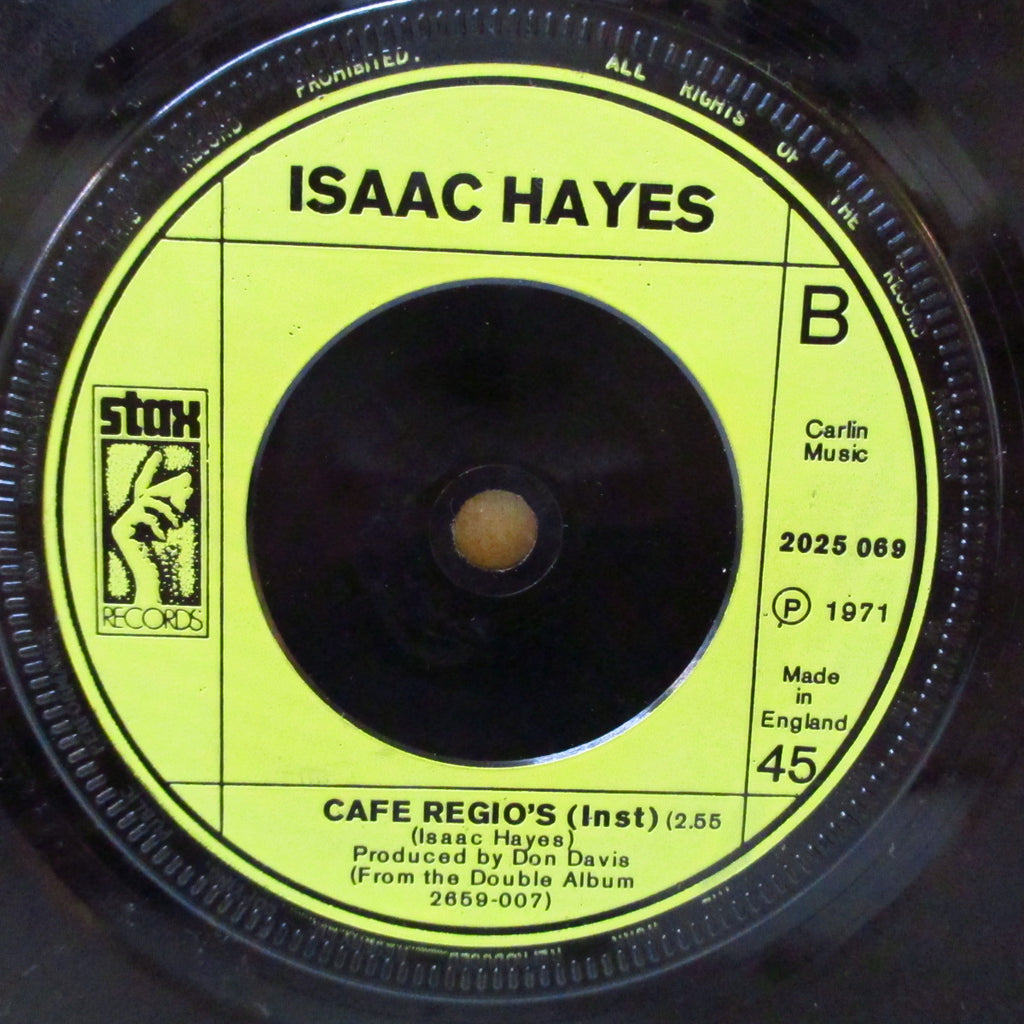 RECORD PROHIBITED. ALL RIGHTS OF THE RECORD
ISAAC HAYES
B
stax
RECORDS
Carlin
Music
2025 069
Ⓟ 1971
Made
in
England
45
CAFE REGIO'S (Inst) (2.55
(Isaac Hayes)
Produced by Don Davis
(From the Double Album
2659-007)